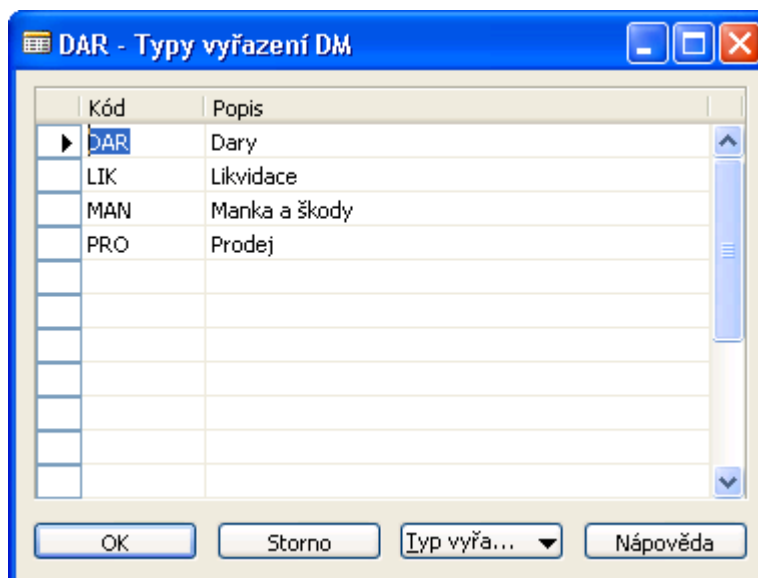 DAR - Typy vyřazení DM
Kód Popis
DAR Dary
LIK Likvidace
MAN Manka a škody
PRO Prodej
OK Storno Typ vyřa... Nápověda